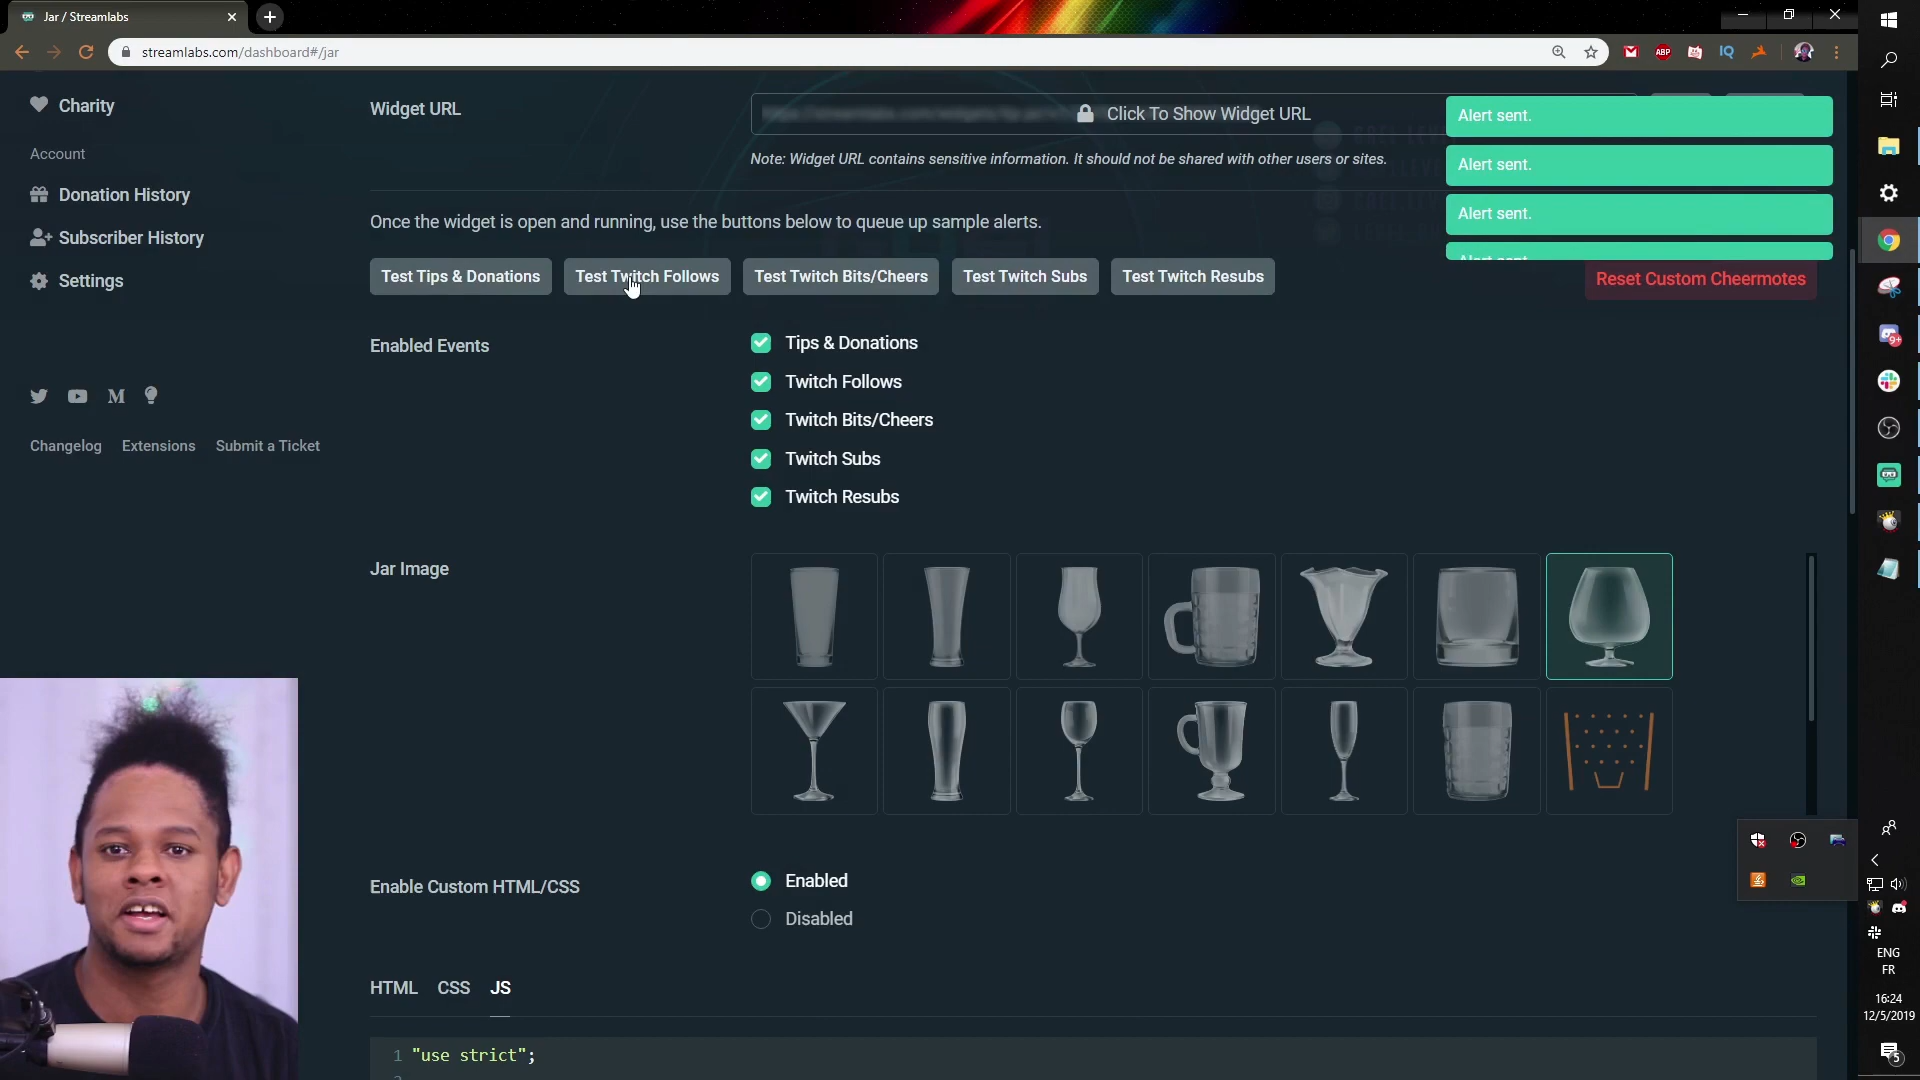 Jar / Streamlabs
streamlabs.com/dashboard#/jar
ABP
IQ
Charity
Account
Donation History
Subscriber History
Settings
Changelog
Extensions
Submit a Ticket
Widget URL
Click To Show Widget URL
Note: Widget URL contains sensitive information. It should not be shared with other users or sites.
Alert sent.
Alert sent.
Alert sent.
Once the widget is open and running, use the buttons below to queue up sample alerts.
Test Tips & Donations
Test Twitch Follows
Test Twitch Bits/Cheers
Test Twitch Subs
Test Twitch Resubs
Reset Custom Cheermotes
Enabled Events
Tips & Donations
Twitch Follows
Twitch Bits/Cheers
Twitch Subs
Twitch Resubs
Jar Image
Enable Custom HTML/CSS
Enabled
Disabled
HTML CSS JS
1 "use strict";
9+
ENG
FR
16:24
12/5/2019
5